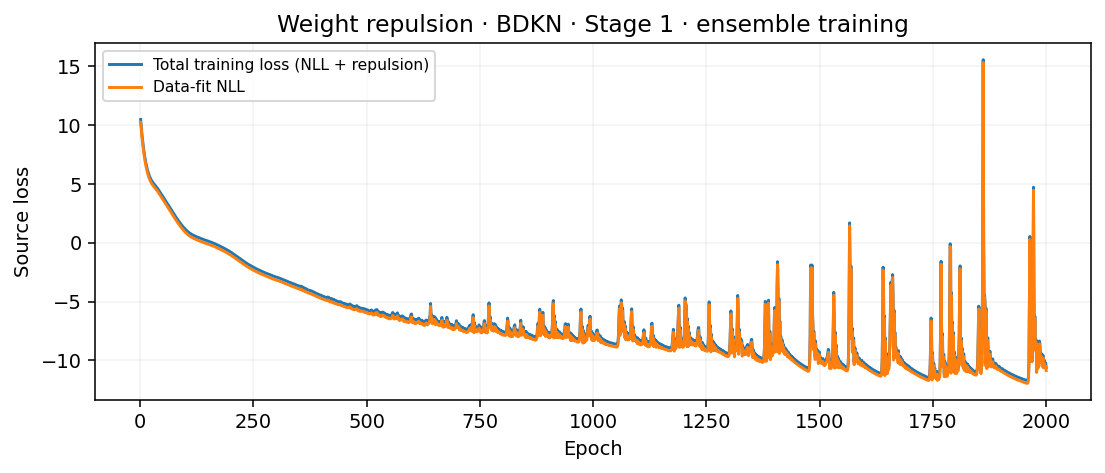 Weight repulsion · BDKN · Stage 1 · ensemble training
Total training loss (NLL + repulsion)
Data-fit NLL
15
10
5
0
−5
−10
Source loss
0 250 500 750 1000 1250 1500 1750 2000
Epoch